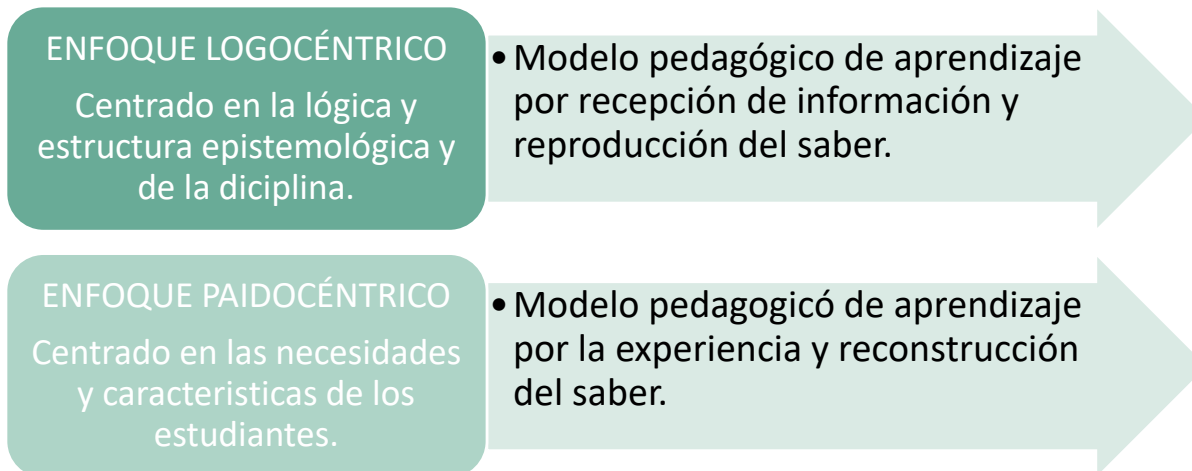 ENFOQUE LOGOCÉNTRICO
Centrado en la lógica y
estructura epistemológica y
de la diciplina.
• Modelo pedagógico de aprendizaje
por recepción de información y
reproducción del saber.
ENFOQUE PAIDOCÉNTRICO
Centrado en las necesidades
y caracteristicas de los
estudiantes.
• Modelo pedagogicó de aprendizaje
por la experiencia y reconstrucción
del saber.